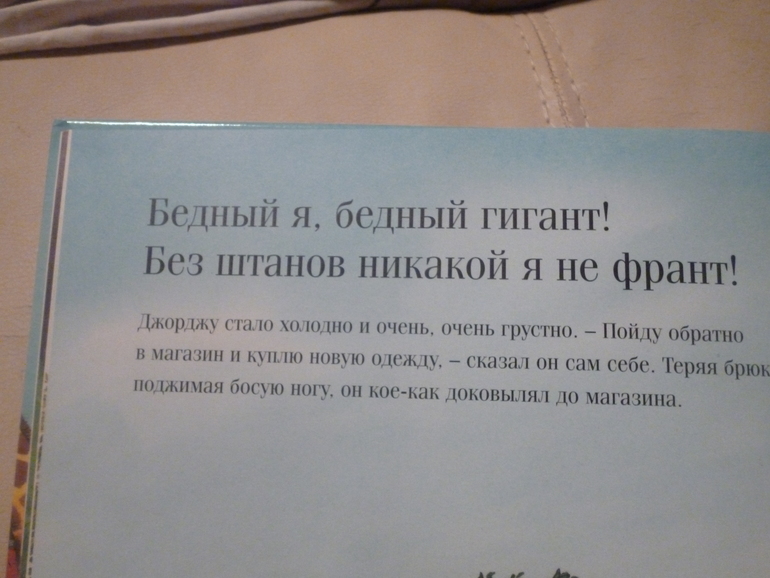 Бедный я, бедный гигант!
Без штанов никакой я не франт!
Джорджу стало холодно и очень, очень грустно. – Пойду обратно
в магазин и куплю новую одежду, – сказал он сам себе. Теряя
поджимая босую ногу, он кое-как доковылял до магазина.